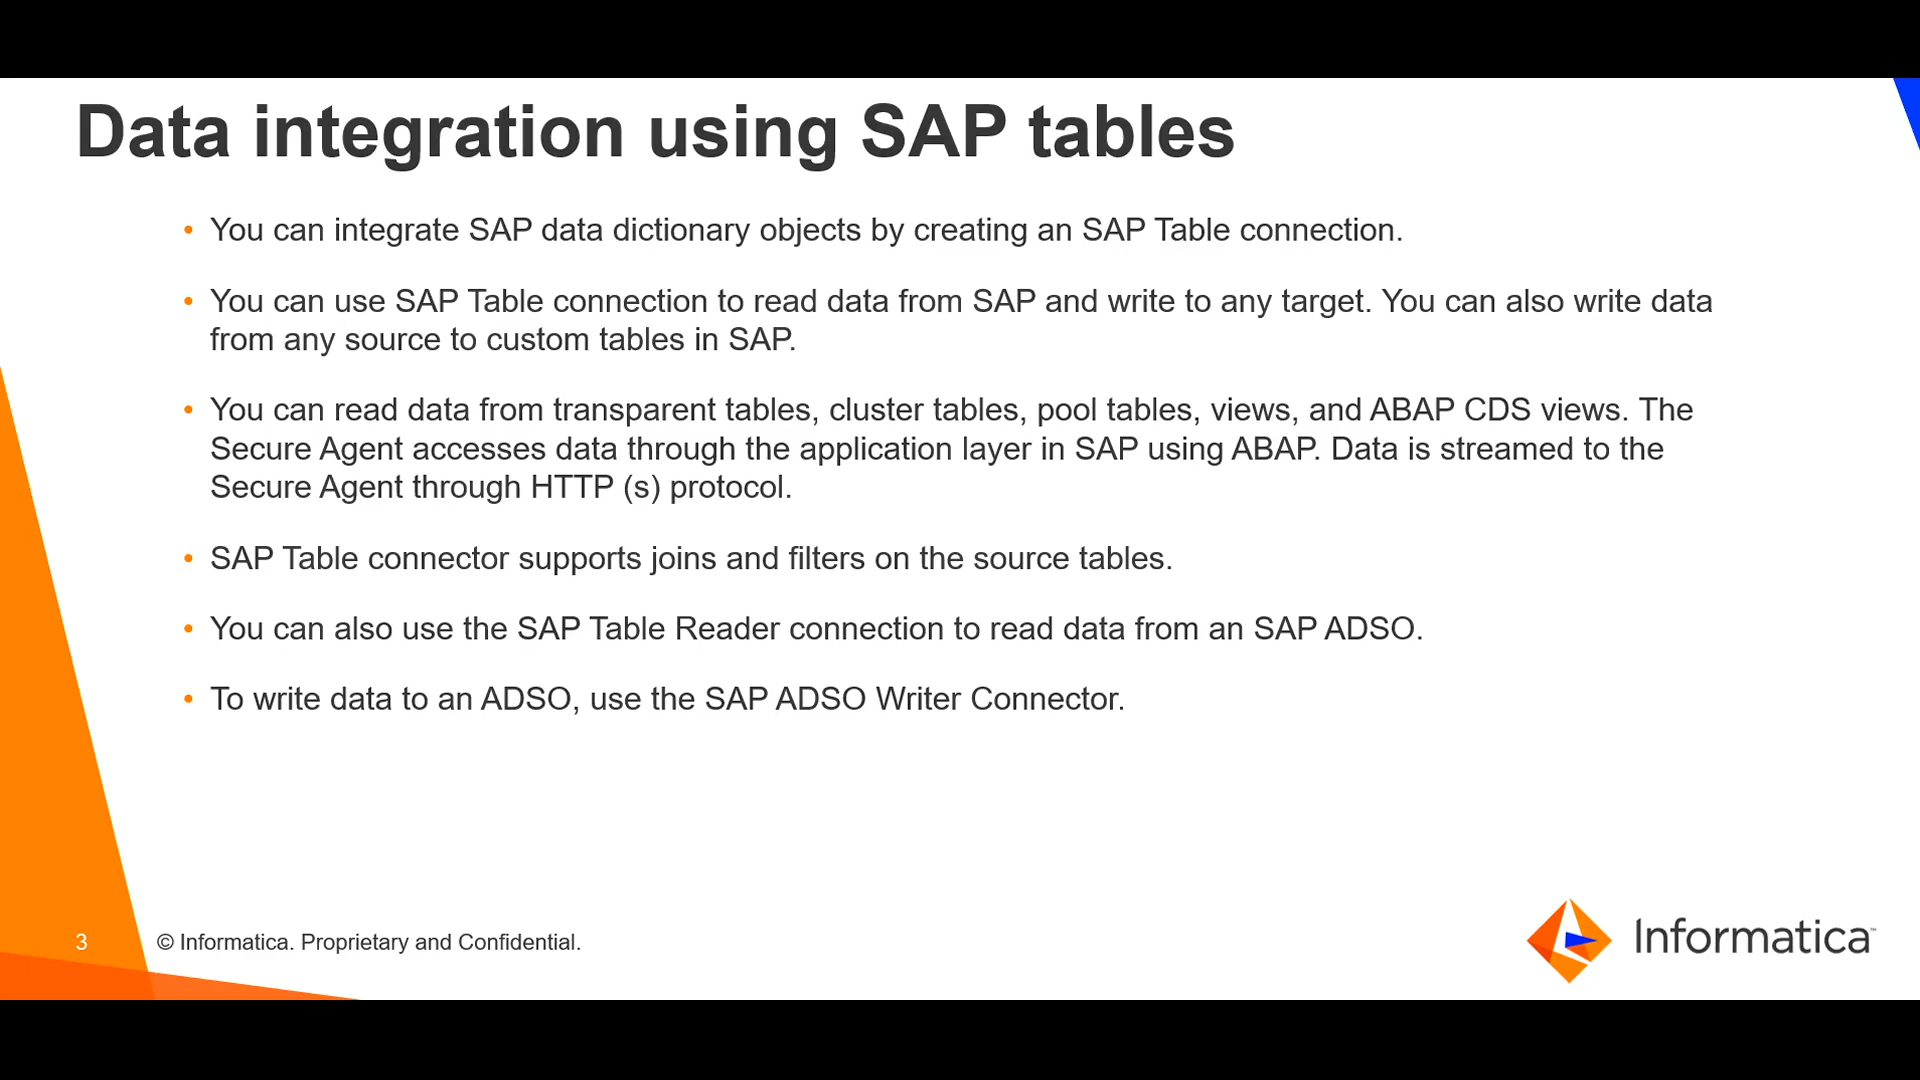 Data integration using SAP tables
• You can integrate SAP data dictionary objects by creating an SAP Table connection.
• You can use SAP Table connection to read data from SAP and write to any target. You can also write data
from any source to custom tables in SAP.
• You can read data from transparent tables, cluster tables, pool tables, views, and ABAP CDS views. The
Secure Agent accesses data through the application layer in SAP using ABAP. Data is streamed to the
Secure Agent through HTTP (s) protocol.
• SAP Table connector supports joins and filters on the source tables.
• You can also use the SAP Table Reader connection to read data from an SAP ADSO.
• To write data to an ADSO, use the SAP ADSO Writer Connector.
3 © Informatica. Proprietary and Confidential.
Informatica™